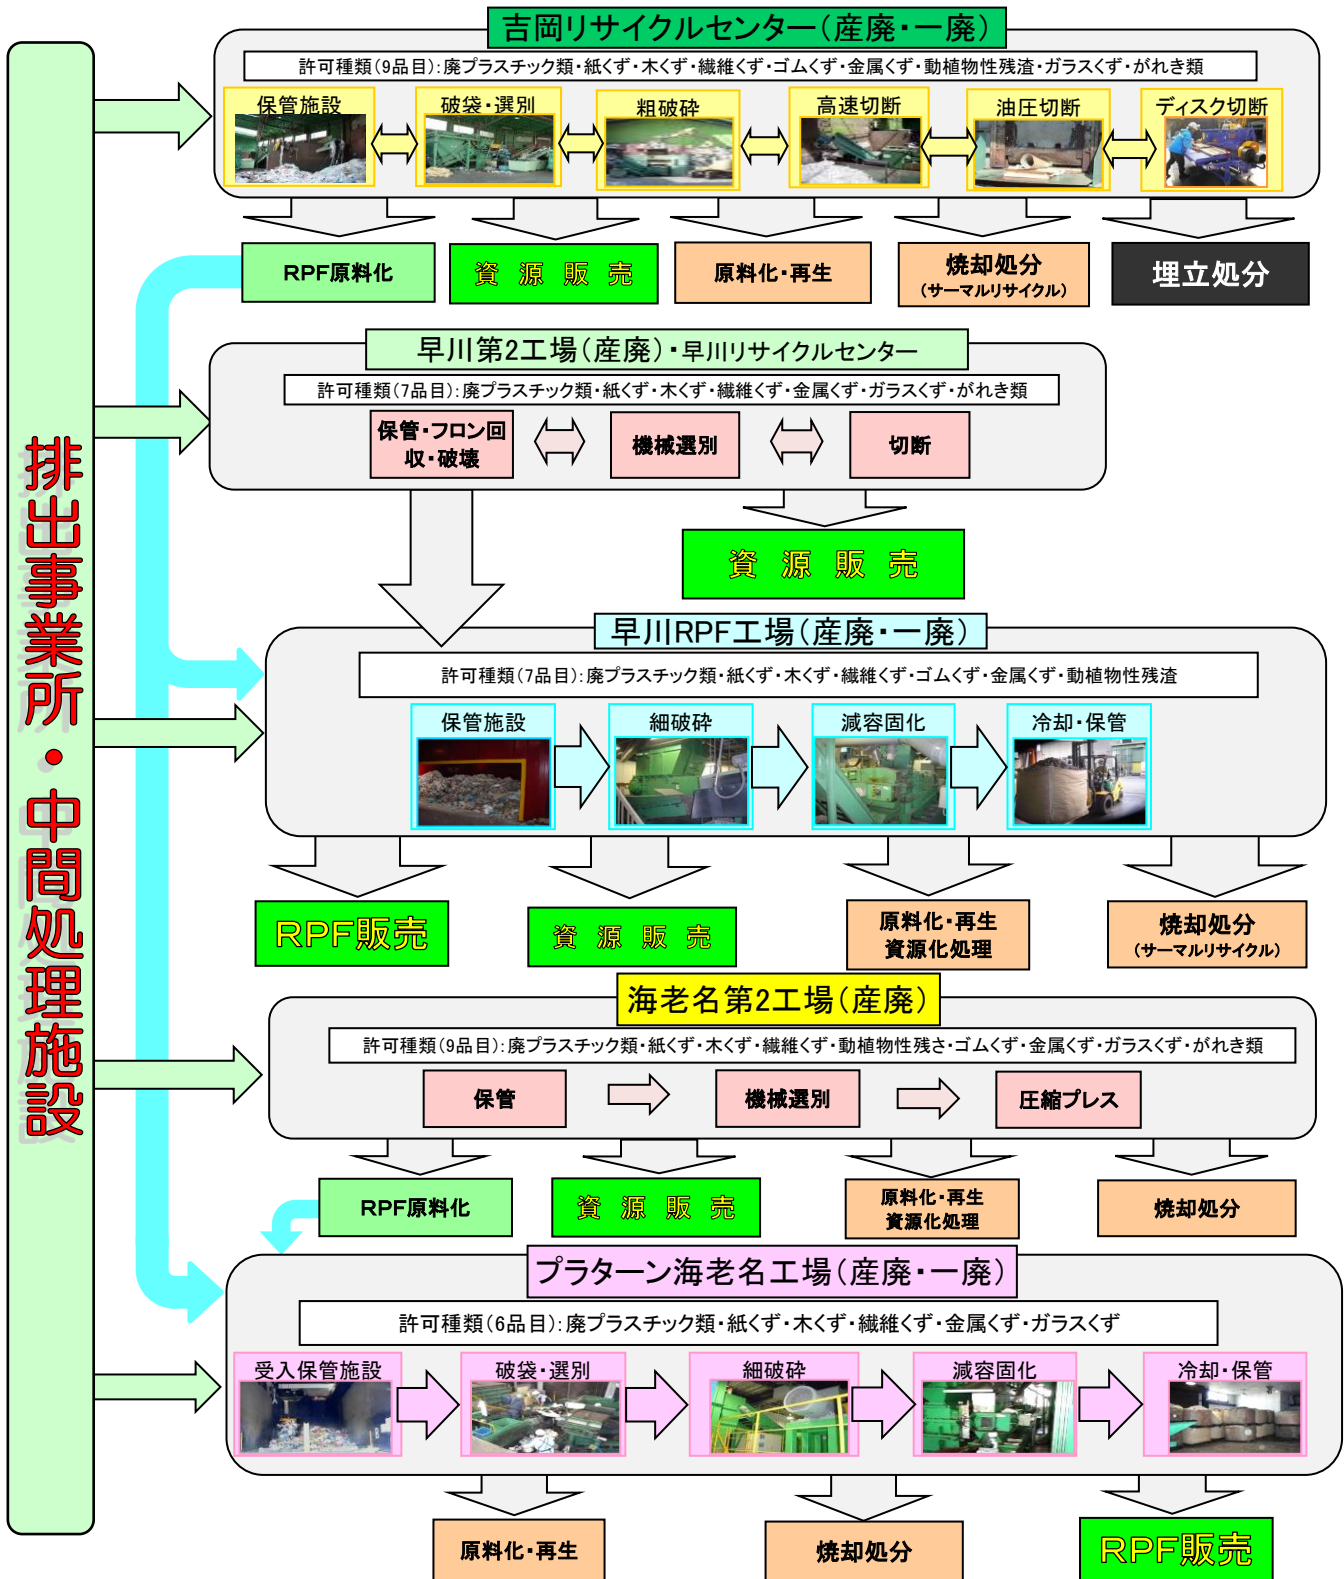 排出事業所・中間処理施設
吉岡リサイクルセンター(産廃・一廃)
許可種類(9品目):廃プラスチック類・紙くず・木くず・繊維くず・ゴムくず・金属くず・動植物性残渣・ガラスくず・がれき類
保管施設
破袋・選別
粗破砕
高速切断
油圧切断
ディスク切断
RPF原料化
資源販売
原料化・再生
焼却処分
(サーマルリサイクル)
埋立処分
早川第2工場(産廃)・早川リサイクルセンター
許可種類(7品目):廃プラスチック類・紙くず・木くず・繊維くず・金属くず・ガラスくず・がれき類
保管・フロン回
収・破壊
機械選別
切断
資源販売
早川RPF工場(産廃・一廃)
許可種類(7品目):廃プラスチック類・紙くず・木くず・繊維くず・ゴムくず・金属くず・動植物性残渣
保管施設
細破砕
減容固化
冷却・保管
RPF販売
資源販売
原料化・再生
資源化処理
焼却処分
(サーマルリサイクル)
海老名第2工場(産廃)
許可種類(9品目):廃プラスチック類・紙くず・木くず・繊維くず・動植物性残さ・ゴムくず・金属くず・ガラスくず・がれき類
保管
機械選別
圧縮プレス
RPF原料化
資源販売
原料化・再生
資源化処理
焼却処分
プラターン海老名工場(産廃・一廃)
許可種類(6品目):廃プラスチック類・紙くず・木くず・繊維くず・金属くず・ガラスくず
受入保管施設
破袋・選別
細破砕
減容固化
冷却・保管
原料化・再生
焼却処分
RPF販売